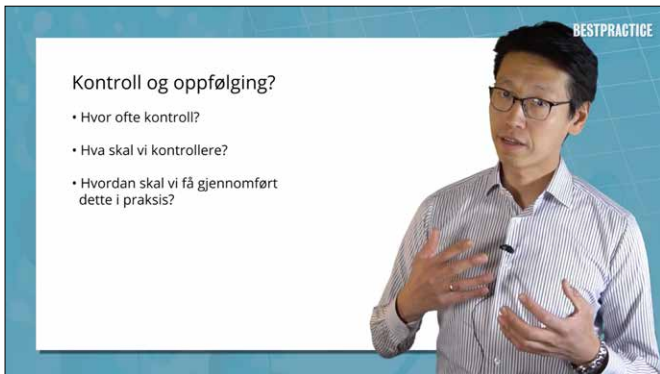 BESTPRACTICE
Kontroll og oppfølging?
• Hvor ofte kontroll?
• Hva skal vi kontrollere?
• Hvordan skal vi få gjennomført
dette i praksis?